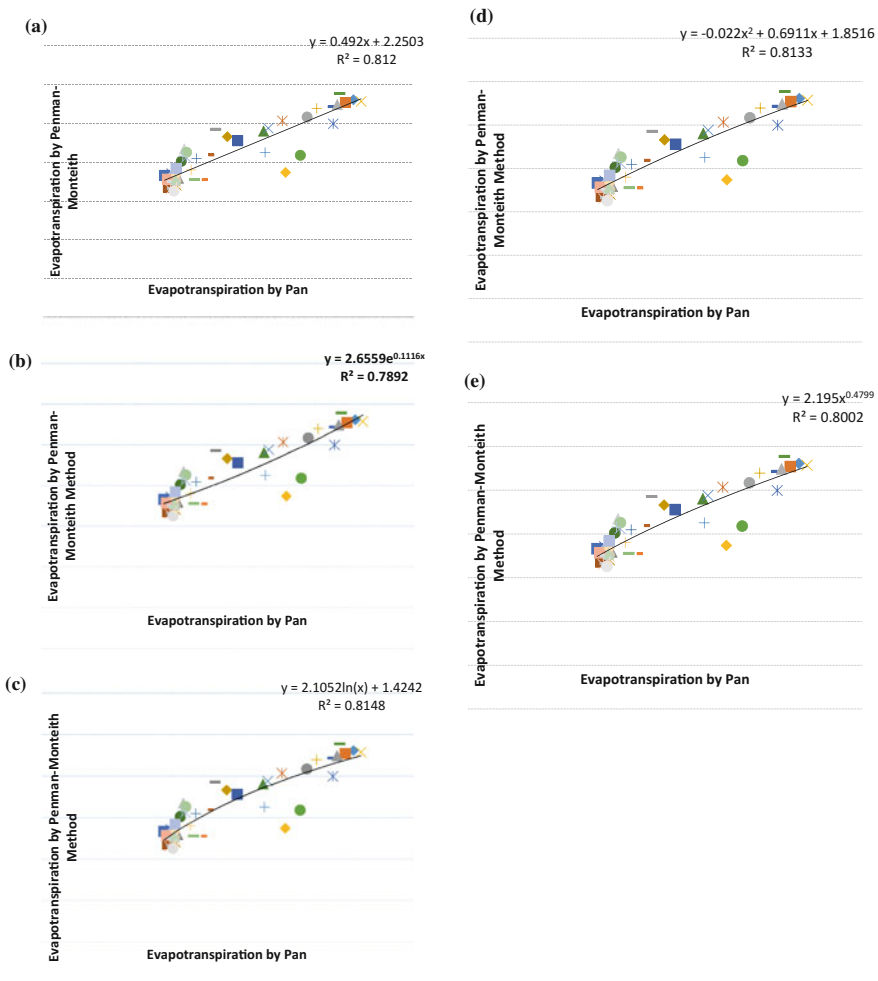 (a)
y = 0.492x + 2.2503
R² = 0.812
Evapotranspiration by Penman-
Monteith
Evapotranspiration by Pan
(b)
y = 2.6559e^0.1116x
R² = 0.7892
Evapotranspiration by Penman-
Monteith Method
Evapotranspiration by Pan
(c)
y = 2.1052ln(x) + 1.4242
R² = 0.8148
Evapotranspiration by Penman-Monteith
Method
Evapotranspiration by Pan
(d)
y = -0.022x² + 0.6911x + 1.8516
R² = 0.8133
Evapotranspiration by Penman-
Monteith Method
Evapotranspiration by Pan
(e)
y = 2.195x^0.4799
R² = 0.8002
Evapotranspiration by Penman-Monteith
Method
Evapotranspiration by Pan